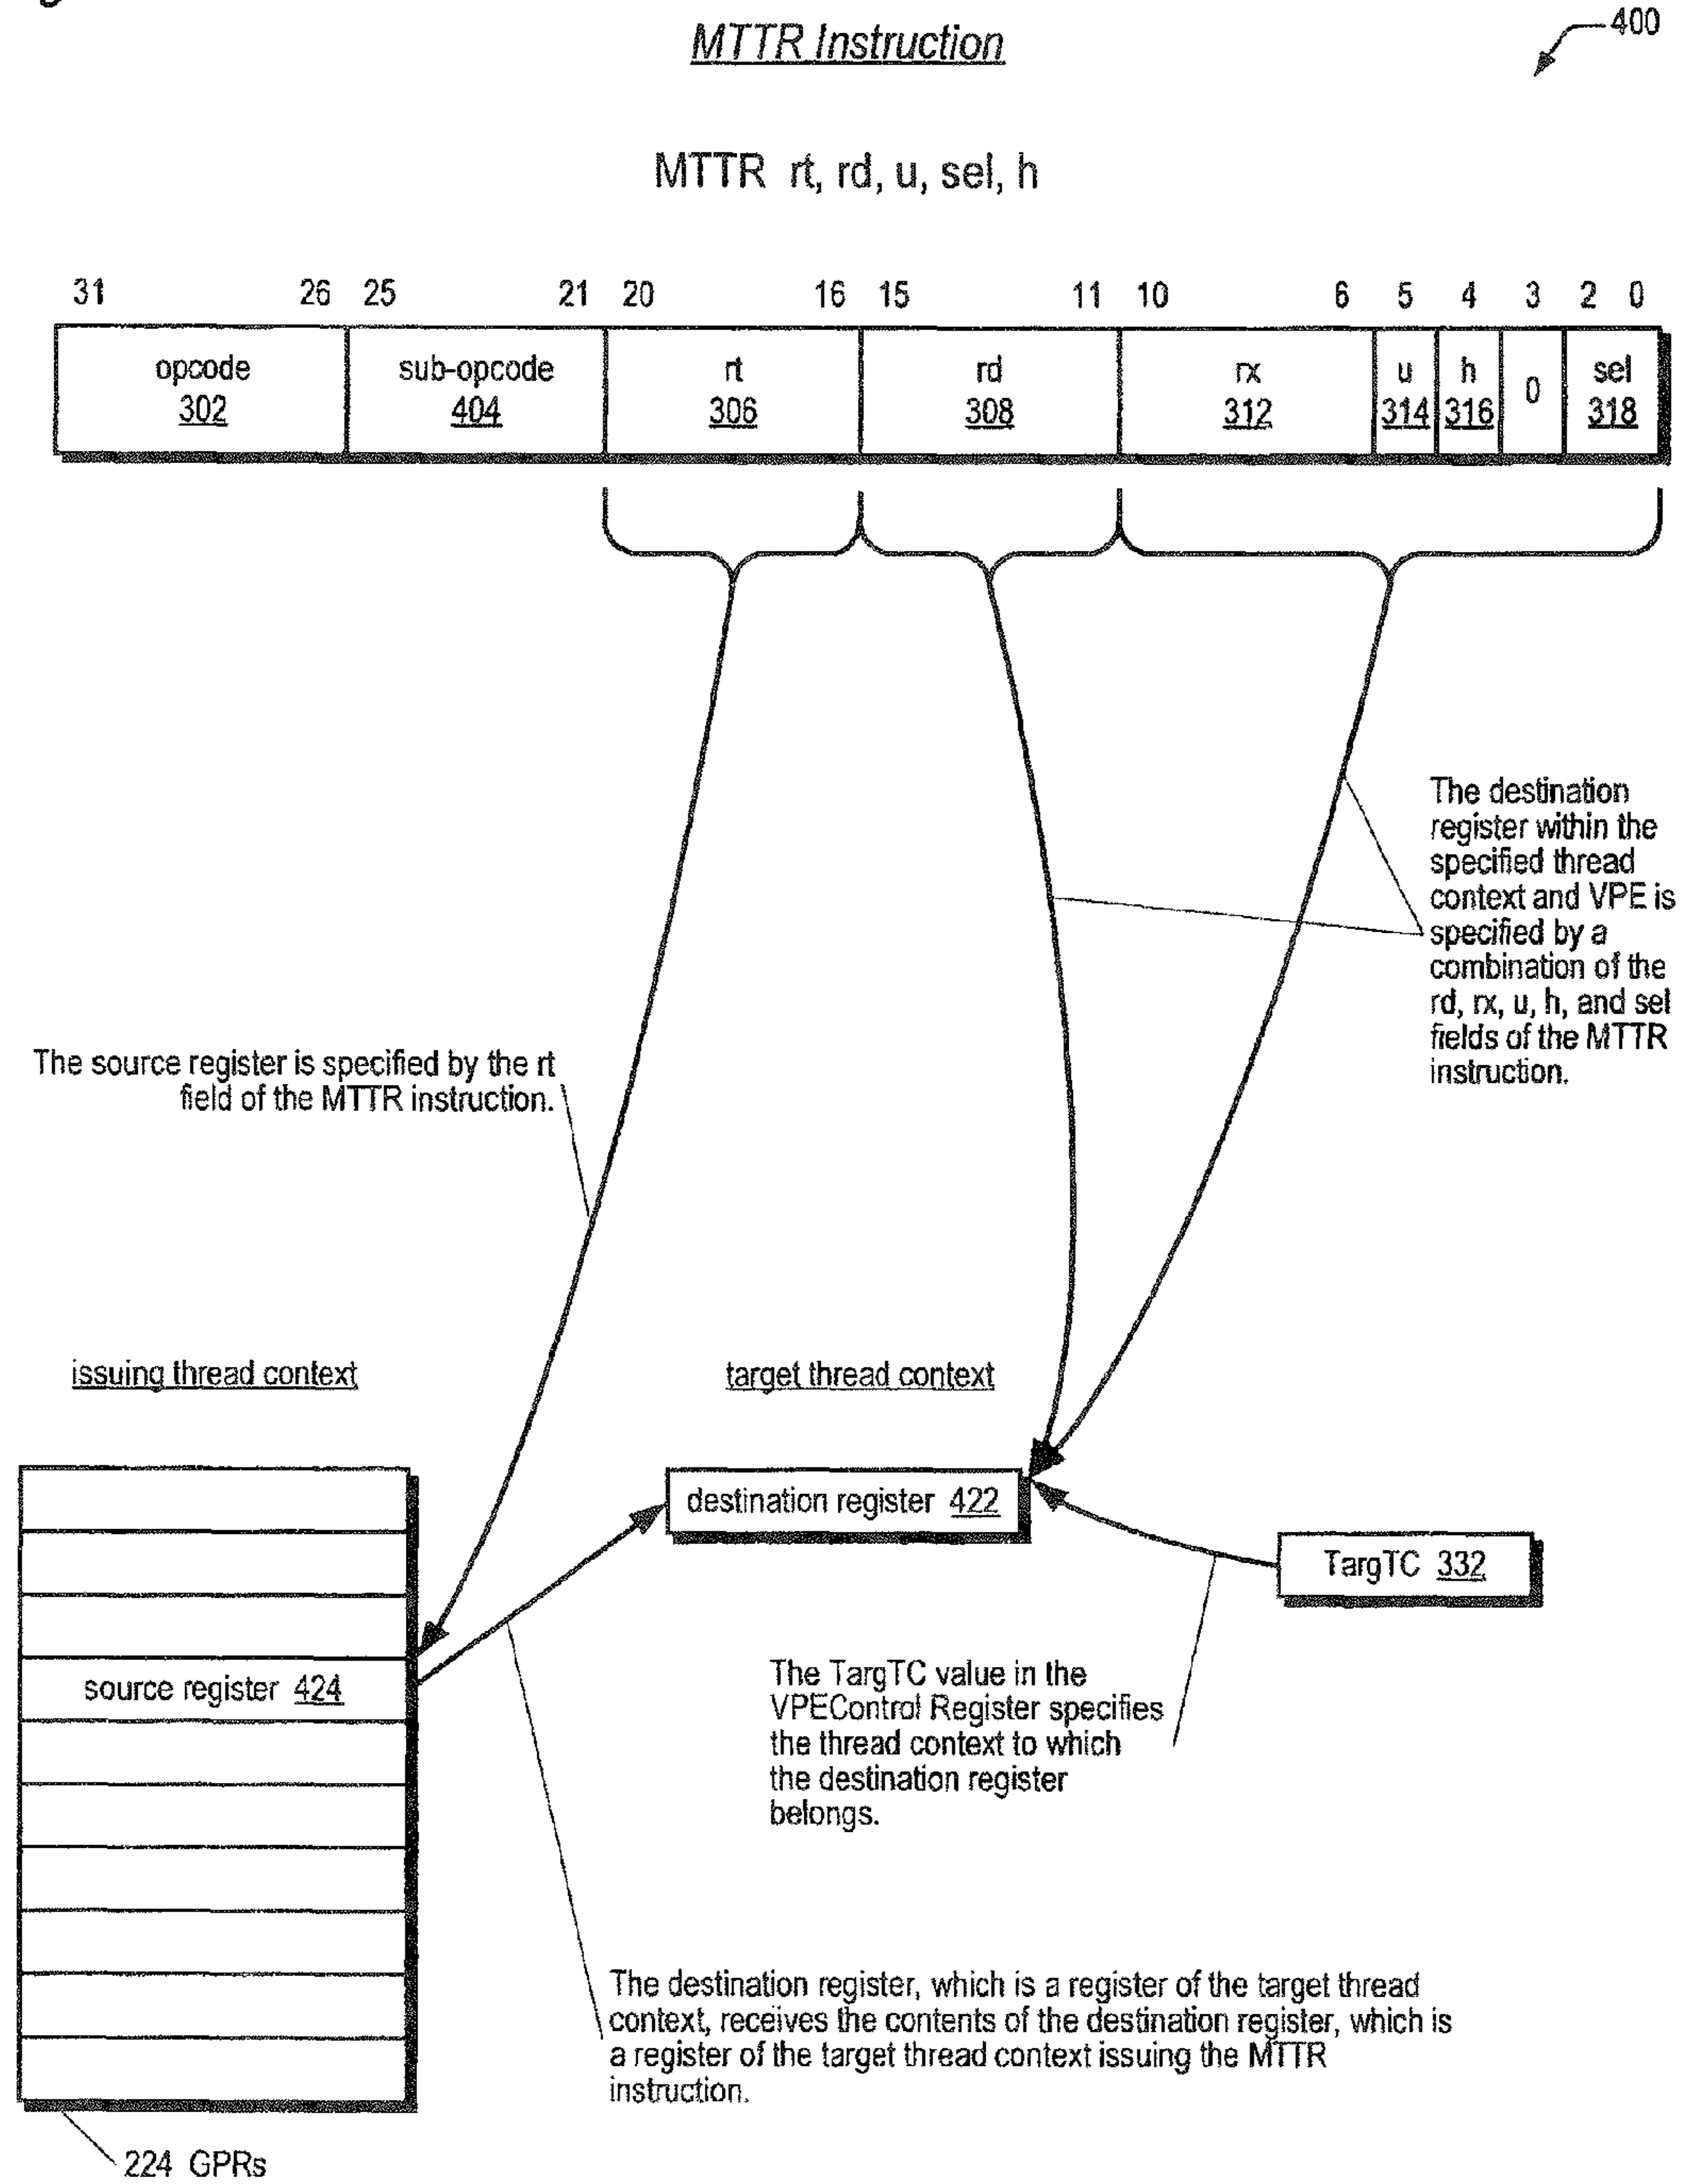 MTTR Instruction
400
MTTR rt, rd, u, sel, h
31 26 25 21 20 16 15 11 10 6 5 4 3 2 0
opcode sub-opcode rt rd rx u h 0 sel
302 404 306 308 312 314 316 318
The destination
register within the
specified thread
context and VPE is
specified by a
combination of the
rd, rx, u, h, and sel
fields of the MTTR
instruction.
The source register is specified by the rt
field of the MTTR instruction.
issuing thread context
target thread context
destination register 422
TargTC 332
source register 424
The TargTC value in the
VPEControl Register specifies
the thread context to which
the destination register
belongs.
The destination register, which is a register of the target thread
context, receives the contents of the destination register, which is
a register of the target thread context issuing the MTTR
instruction.
224 GPRs